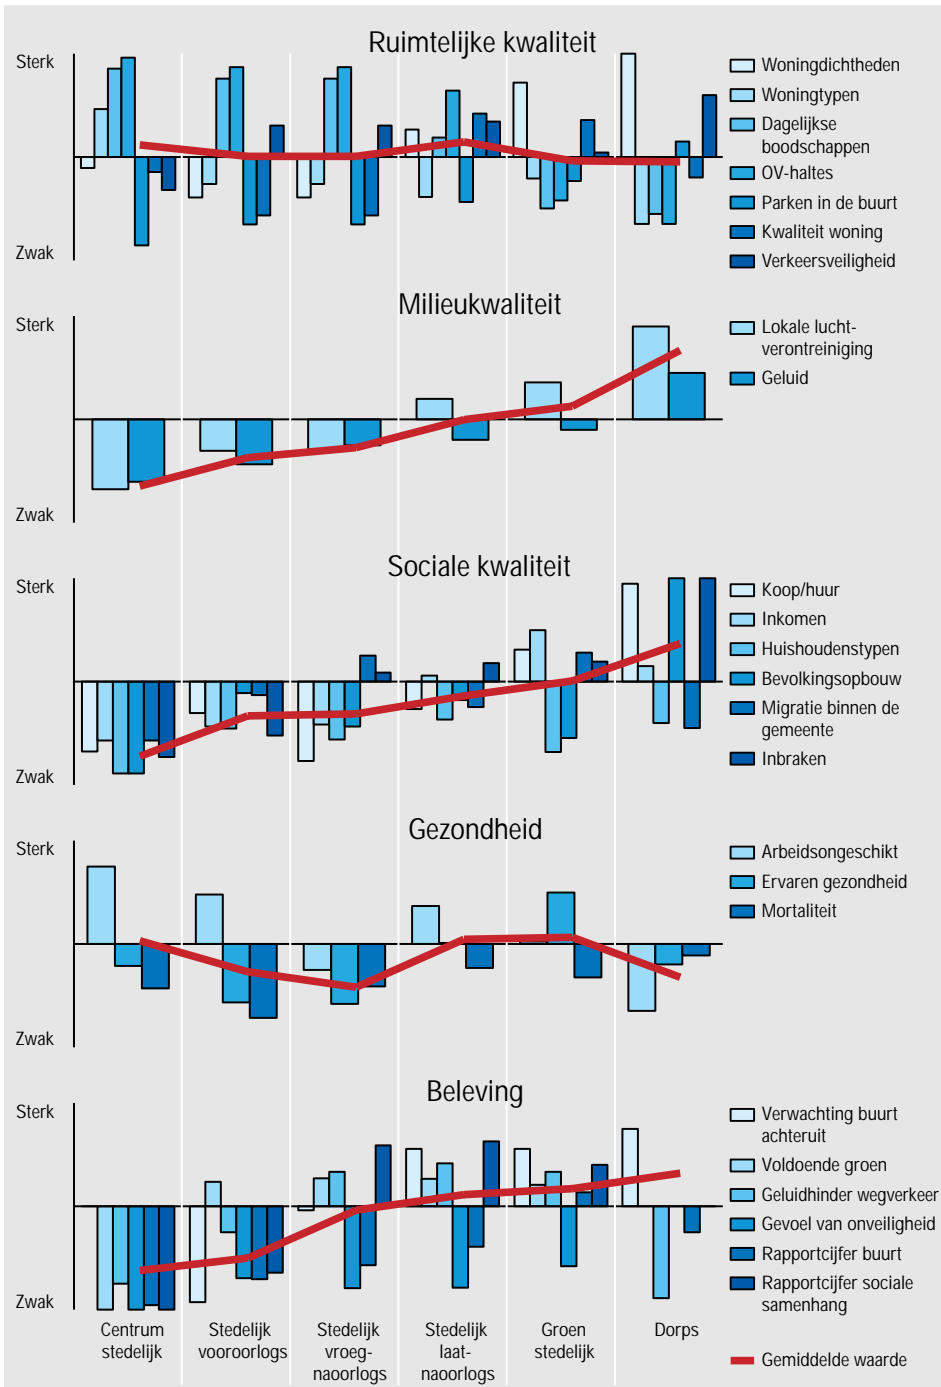 Ruimtelijke kwaliteit
Sterk
Zwak
Woningdichtheden
Woningtypen
Dagelijkse
boodschappen
OV-haltes
Parken in de buurt
Kwaliteit woning
Verkeersveiligheid
Milieukwaliteit
Sterk
Zwak
Lokale lucht-
verontreiniging
Geluid
Sociale kwaliteit
Sterk
Zwak
Koop/huur
Inkomen
Huishoudenstypen
Bevolkingsopbouw
Migratie binnen de
gemeente
Inbraken
Gezondheid
Sterk
Zwak
Arbeidsongeschikt
Ervaren gezondheid
Mortaliteit
Beleving
Sterk
Zwak
Verwachting buurt
achteruit
Voldoende groen
Geluidhinder wegverkeer
Gevoel van onveiligheid
Rapportcijfer buurt
Rapportcijfer sociale
samenhang
Centrum
stedelijk
Stedelijk
vooroorlogs
Stedelijk
vroeg-
naoorlogs
Stedelijk
laat-
naoorlogs
Groen
stedelijk
Dorps
Gemiddelde waarde